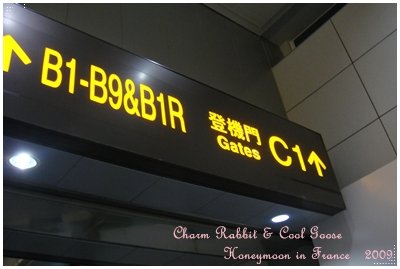 ↑ B1-B9&B1R
登機門
Gates
C1↑
Charm Rabbit & Cool Goose
Honeymoon in France 2009